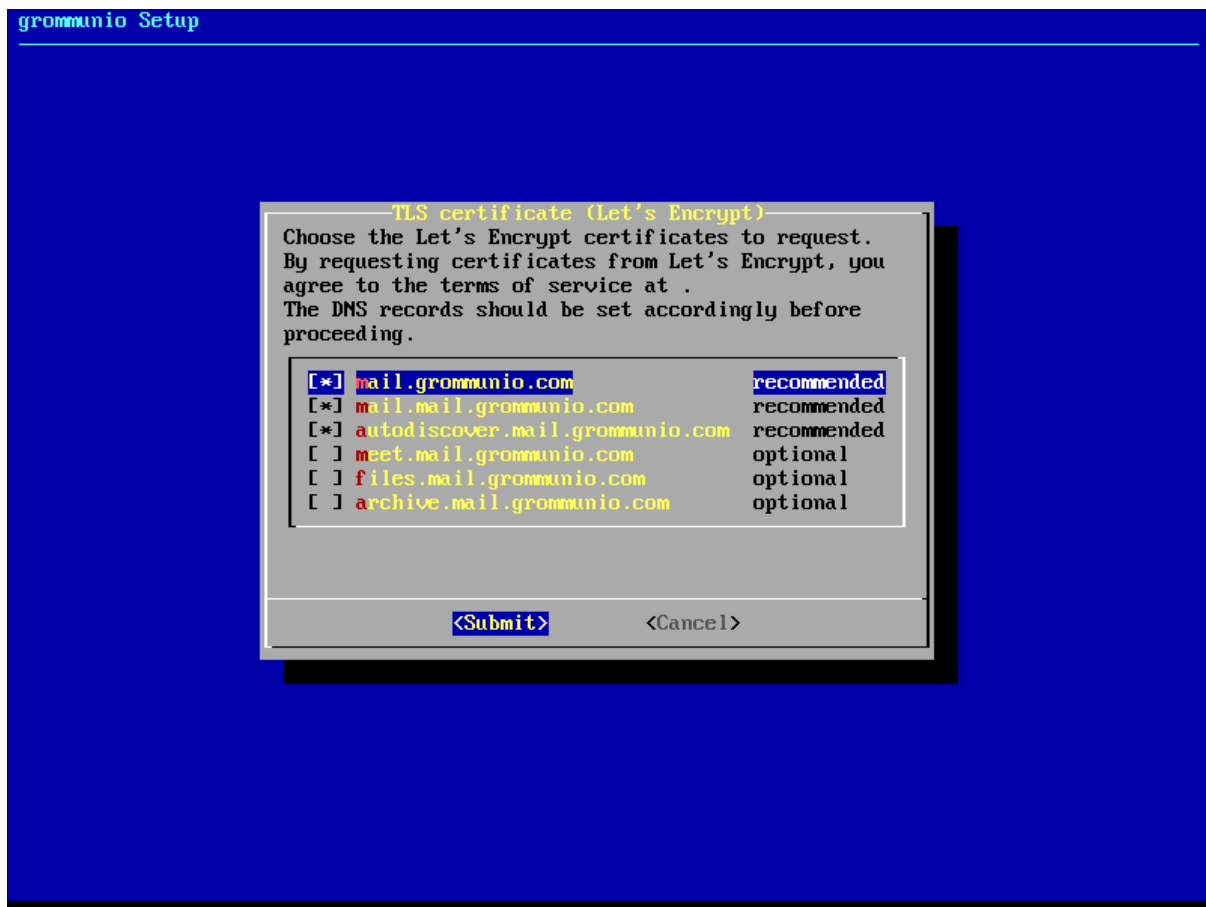 grommunio Setup
TLS certificate (Let's Encrypt)
Choose the Let's Encrypt certificates to request.
By requesting certificates from Let's Encrypt, you
agree to the terms of service at .
The DNS records should be set accordingly before
proceeding.
[*] mail.grommunio.com recommended
[*] mail.mail.grommunio.com recommended
[*] autodiscover.mail.grommunio.com recommended
[ ] meet.mail.grommunio.com optional
[ ] files.mail.grommunio.com optional
[ ] archive.mail.grommunio.com optional
<Submit> <Cancel>